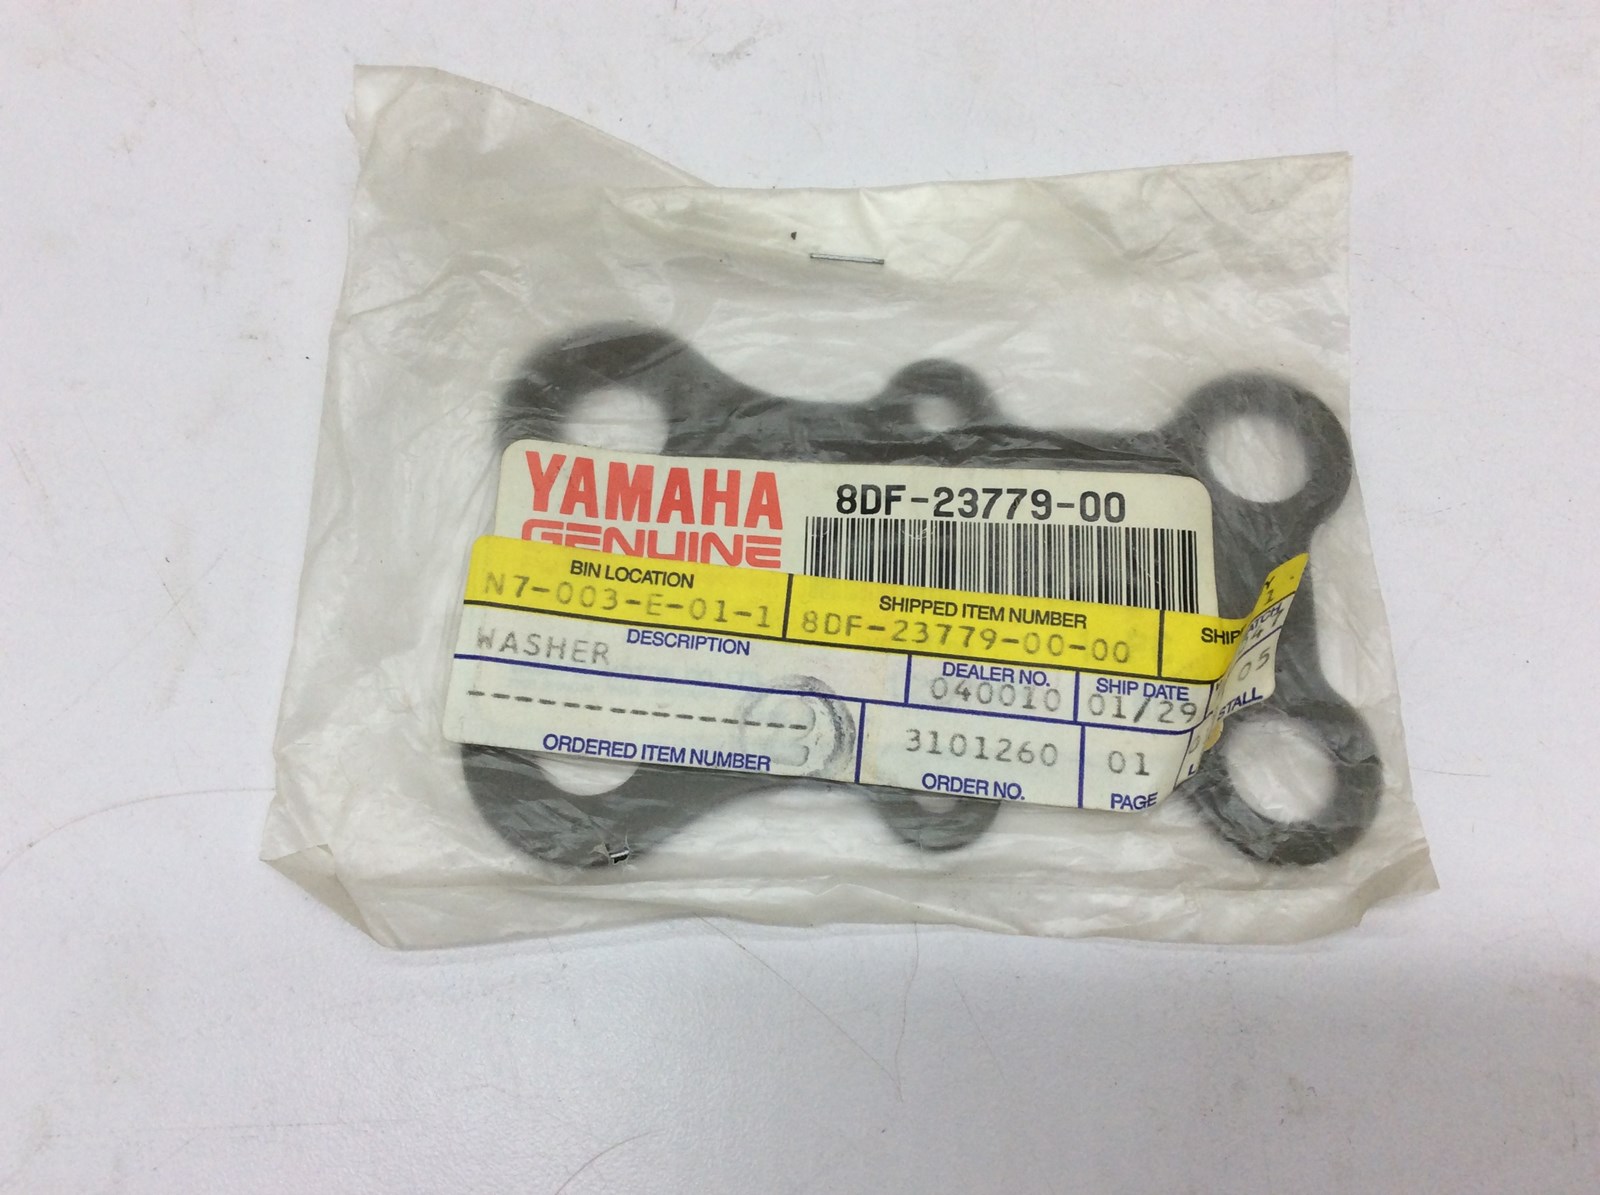 YAMAHA
GENUINE
8DF-23779-00
BIN LOCATION
N7-003-E-01-1
SHIPPED ITEM NUMBER
8DF-23779-00-00
SHIP
DESCRIPTION
WASHER
DEALER NO.
040010
SHIP DATE
01/29
05
STALL
ORDERED ITEM NUMBER
3101260
ORDER NO.
01
PAGE